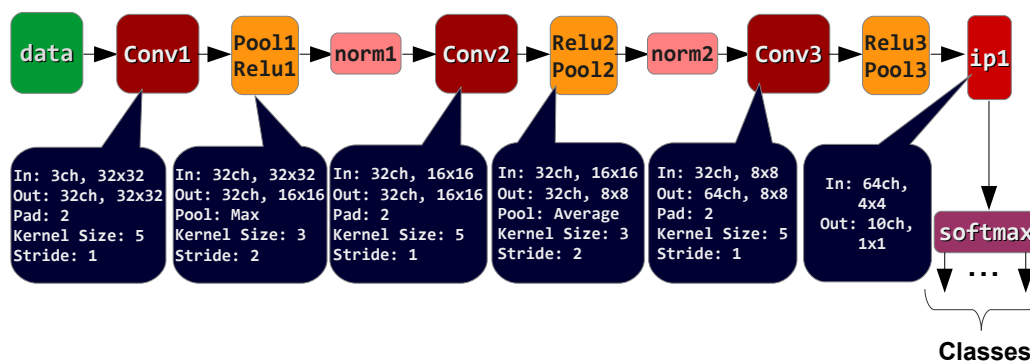 data
Conv1
Pool1
Relu1
norm1
Conv2
Relu2
Pool2
norm2
Conv3
Relu3
Pool3
ip1
In: 3ch, 32x32
Out: 32ch, 32x32
Pad: 2
Kernel Size: 5
Stride: 1
In: 32ch, 32x32
Out: 32ch, 16x16
Pool: Max
Kernel Size: 3
Stride: 2
In: 32ch, 16x16
Out: 32ch, 16x16
Pad: 2
Kernel Size: 5
Stride: 1
In: 32ch, 16x16
Out: 32ch, 8x8
Pool: Average
Kernel Size: 3
Stride: 2
In: 32ch, 8x8
Out: 64ch, 8x8
Pad: 2
Kernel Size: 5
Stride: 1
In: 64ch,
4x4
Out: 10ch,
1x1
softmax
...
Classes